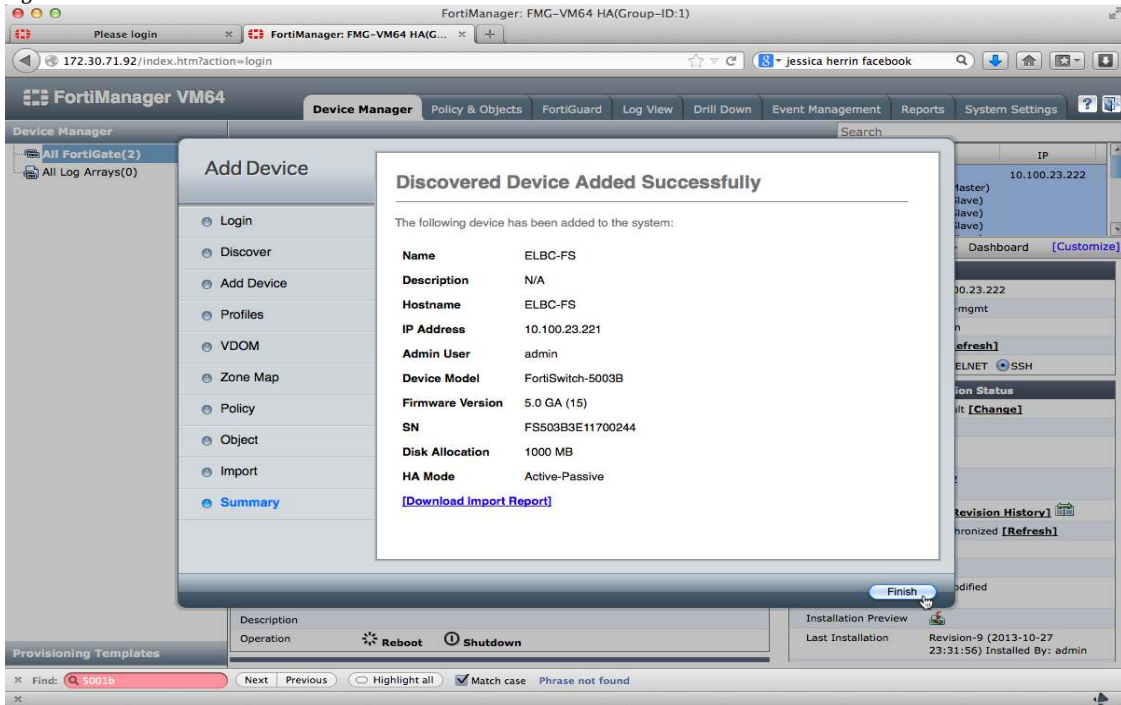 FortiManager: FMG-VM64 HA(Group-ID:1)
Please login
FortiManager: FMG-VM64 HA(G...
172.30.71.92/index.htm?action=login
jessica herrin facebook
FortiManager VM64
Device Manager
Policy & Objects
FortiGuard
Log View
Drill Down
Event Management
Reports
System Settings
Device Manager
Search
All FortiGate(2)
All Log Arrays(0)
IP
10.100.23.222
Master)
slave)
slave)
slave)
Dashboard
[Customize]
Add Device
Login
Discover
Add Device
Profiles
VDOM
Zone Map
Policy
Object
Import
Summary
Discovered Device Added Successfully
The following device has been added to the system:
Name ELBC-FS
Description N/A
Hostname ELBC-FS
IP Address 10.100.23.221
Admin User admin
Device Model FortiSwitch-5003B
Firmware Version 5.0 GA (15)
SN FS503B3E11700244
Disk Allocation 1000 MB
HA Mode Active-Passive
[Download Import Report]
Finish
00.23.222
-mgmt
n
efresh]
ELNET SSH
ion Status
ult [Change]
Revision History]
hronized [Refresh]
odified
Description
Operation Reboot Shutdown
Installation Preview
Last Installation Revision-9 (2013-10-27
23:31:56) Installed By: admin
Provisioning Templates
Find: 5001b Next Previous Highlight all Match case Phrase not found